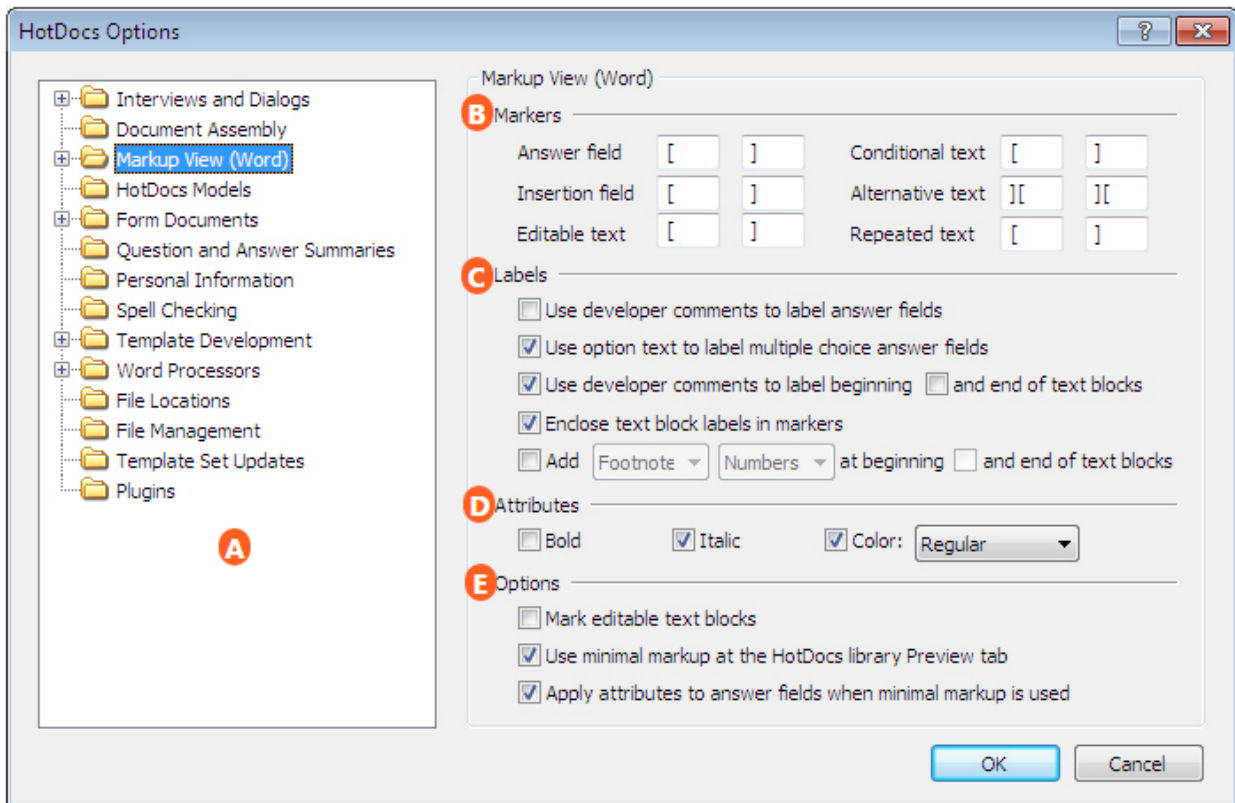 HotDocs Options
Interviews and Dialogs
Document Assembly
Markup View (Word)
HotDocs Models
Form Documents
Question and Answer Summaries
Personal Information
Spell Checking
Template Development
Word Processors
File Locations
File Management
Template Set Updates
Plugins
A
Markup View (Word)
B Markers
Answer field [ ] Conditional text [ ]
Insertion field [ ] Alternative text ][ ][
Editable text [ ] Repeated text [ ]
C Labels
Use developer comments to label answer fields
Use option text to label multiple choice answer fields
Use developer comments to label beginning and end of text blocks
Enclose text block labels in markers
Add Footnote Numbers at beginning and end of text blocks
D Attributes
Bold Italic Color: Regular
E Options
Mark editable text blocks
Use minimal markup at the HotDocs library Preview tab
Apply attributes to answer fields when minimal markup is used
OK Cancel